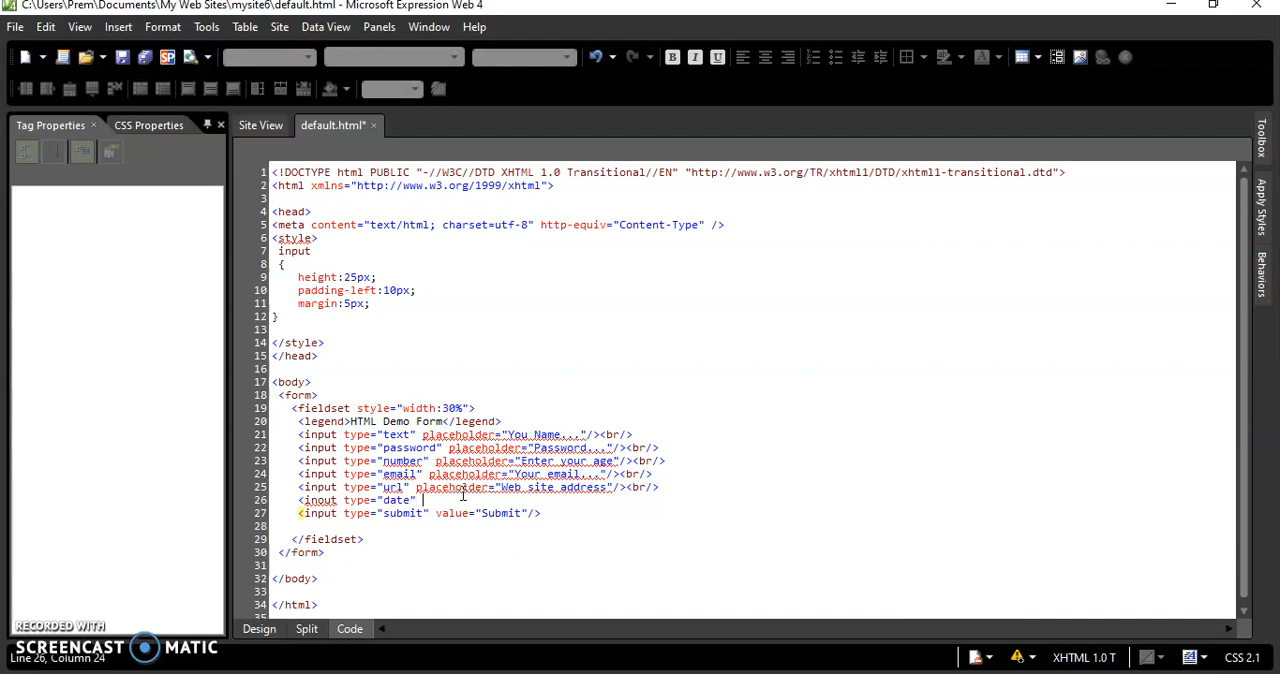 C:\Users\Prem\Documents\My Web Sites\mysite6\default.html - Microsoft Expression Web 4
File Edit View Insert Format Tools Table Site Data View Panels Window Help
Tag Properties × CSS Properties
Site View default.html* ×
Toolbox
Apply Styles
Behaviors
1 <!DOCTYPE html PUBLIC "-//W3C//DTD XHTML 1.0 Transitional//EN" "http://www.w3.org/TR/xhtml1/DTD/xhtml1-transitional.dtd">
2 <html xmlns="http://www.w3.org/1999/xhtml">
3
4 <head>
5 <meta content="text/html; charset=utf-8" http-equiv="Content-Type" />
6 <style>
7 input
8 {
9 height:25px;
10 padding-left:10px;
11 margin:5px;
12 }
13
14 </style>
15 </head>
16
17 <body>
18 <form>
19 <fieldset style="width:30%">
20 <legend>HTML Demo Form</legend>
21 <input type="text" placeholder="You Name..."/><br/>
22 <input type="password" placeholder="Password..."/><br/>
23 <input type="number" placeholder="Enter your age"/><br/>
24 <input type="email" placeholder="Your email..."/><br/>
25 <input type="url" placeholder="Web site address"/><br/>
26 <inout type="date"
27 <input type="submit" value="Submit"/>
28
29 </fieldset>
30 </form>
31
32 </body>
33
34 </html>
35
Design Split Code
RECORDED WITH
SCREENCAST MATIC
Line 26, Column 24
XHTML 1.0 T
CSS 2.1